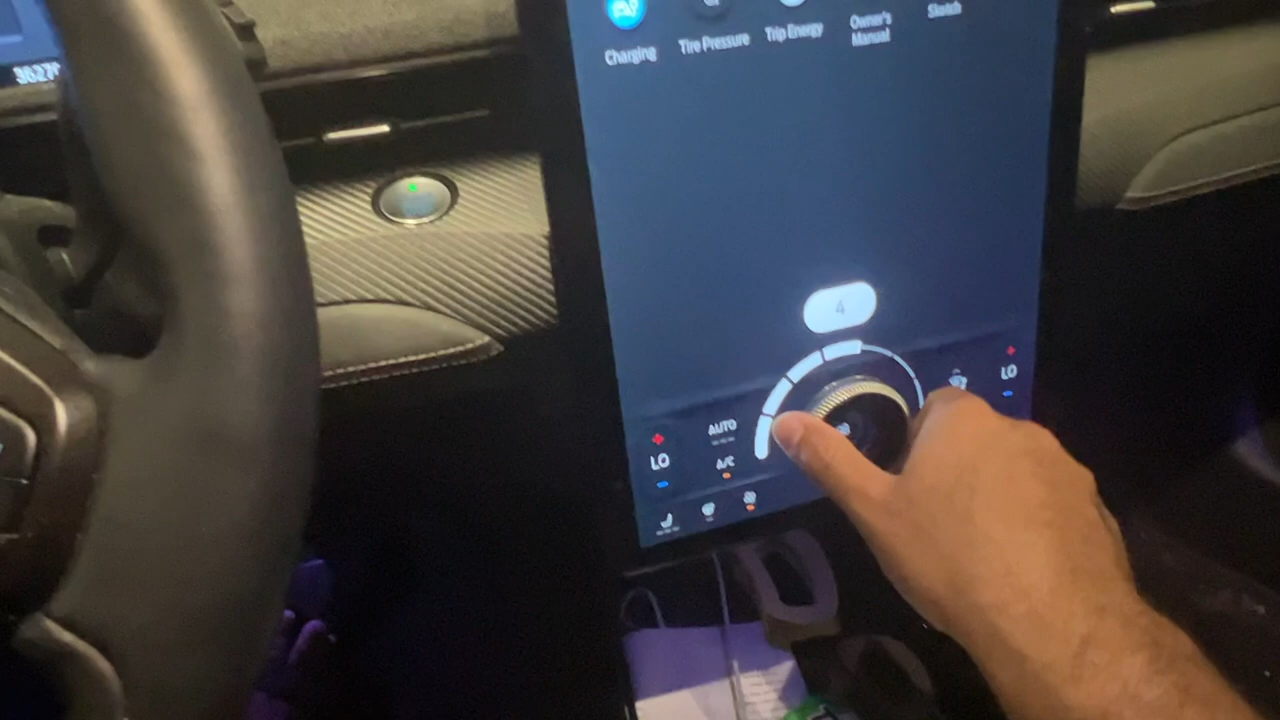 Charging
Tire Pressure
Trip Energy
Owner's
Manual
Sketch
4
LO
AUTO
A/C
LO